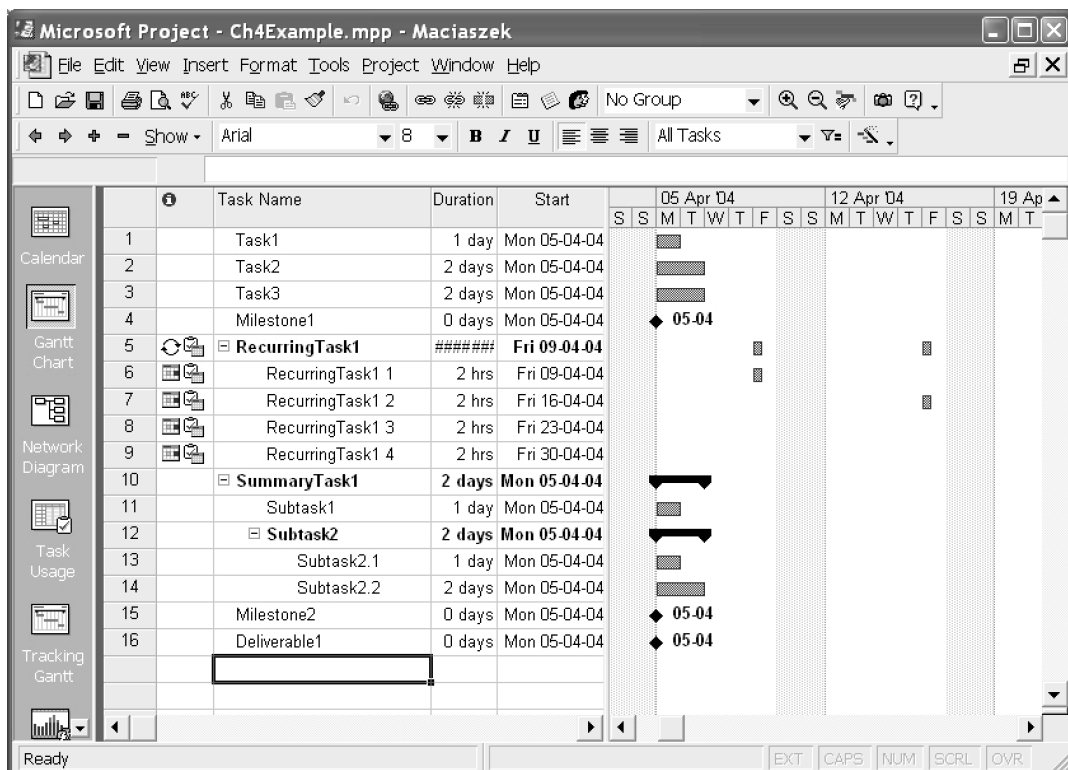 Microsoft Project - Ch4Example.mpp - Maciaszek
File Edit View Insert Format Tools Project Window Help
ABC No Group
Show Arial 8 B I U All Tasks
Task Name Duration Start 05 Apr '04 12 Apr '04 19 Ap
S S M T W T F S S M T W T F S S M T
1 Task1 1 day Mon 05-04-04
2 Task2 2 days Mon 05-04-04
3 Task3 2 days Mon 05-04-04
4 Milestone1 0 days Mon 05-04-04 05-04
5 RecurringTask1 ####### Fri 09-04-04
6 RecurringTask1 1 2 hrs Fri 09-04-04
7 RecurringTask1 2 2 hrs Fri 16-04-04
8 RecurringTask1 3 2 hrs Fri 23-04-04
9 RecurringTask1 4 2 hrs Fri 30-04-04
10 SummaryTask1 2 days Mon 05-04-04
11 Subtask1 1 day Mon 05-04-04
12 Subtask2 2 days Mon 05-04-04
13 Subtask2.1 1 day Mon 05-04-04
14 Subtask2.2 2 days Mon 05-04-04
15 Milestone2 0 days Mon 05-04-04 05-04
16 Deliverable1 0 days Mon 05-04-04 05-04
Calendar
Gantt
Chart
Network
Diagram
Task
Usage
Tracking
Gantt
Ready EXT CAPS NUM SCRL OVR